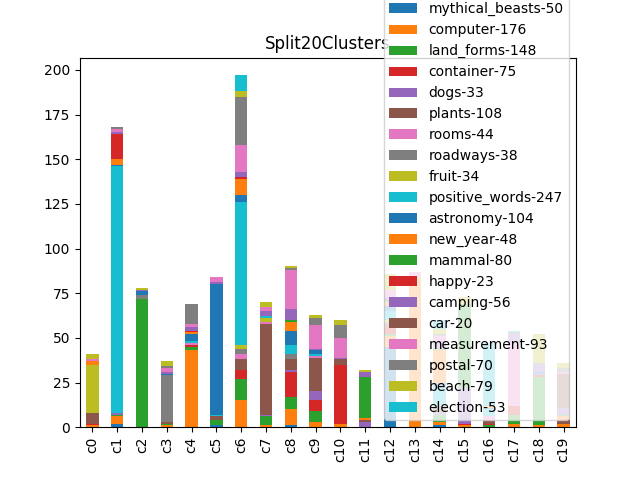 Split20Clusters
mythical_beasts-50
computer-176
land_forms-148
container-75
dogs-33
plants-108
rooms-44
roadways-38
fruit-34
positive_words-247
astronomy-104
new_year-48
mammal-80
happy-23
camping-56
car-20
measurement-93
postal-70
beach-79
election-53
200
175
150
125
100
75
50
25
0
c0 c1 c2 c3 c4 c5 c6 c7 c8 c9 c10 c11 c12 c13 c14 c15 c16 c17 c18 c19